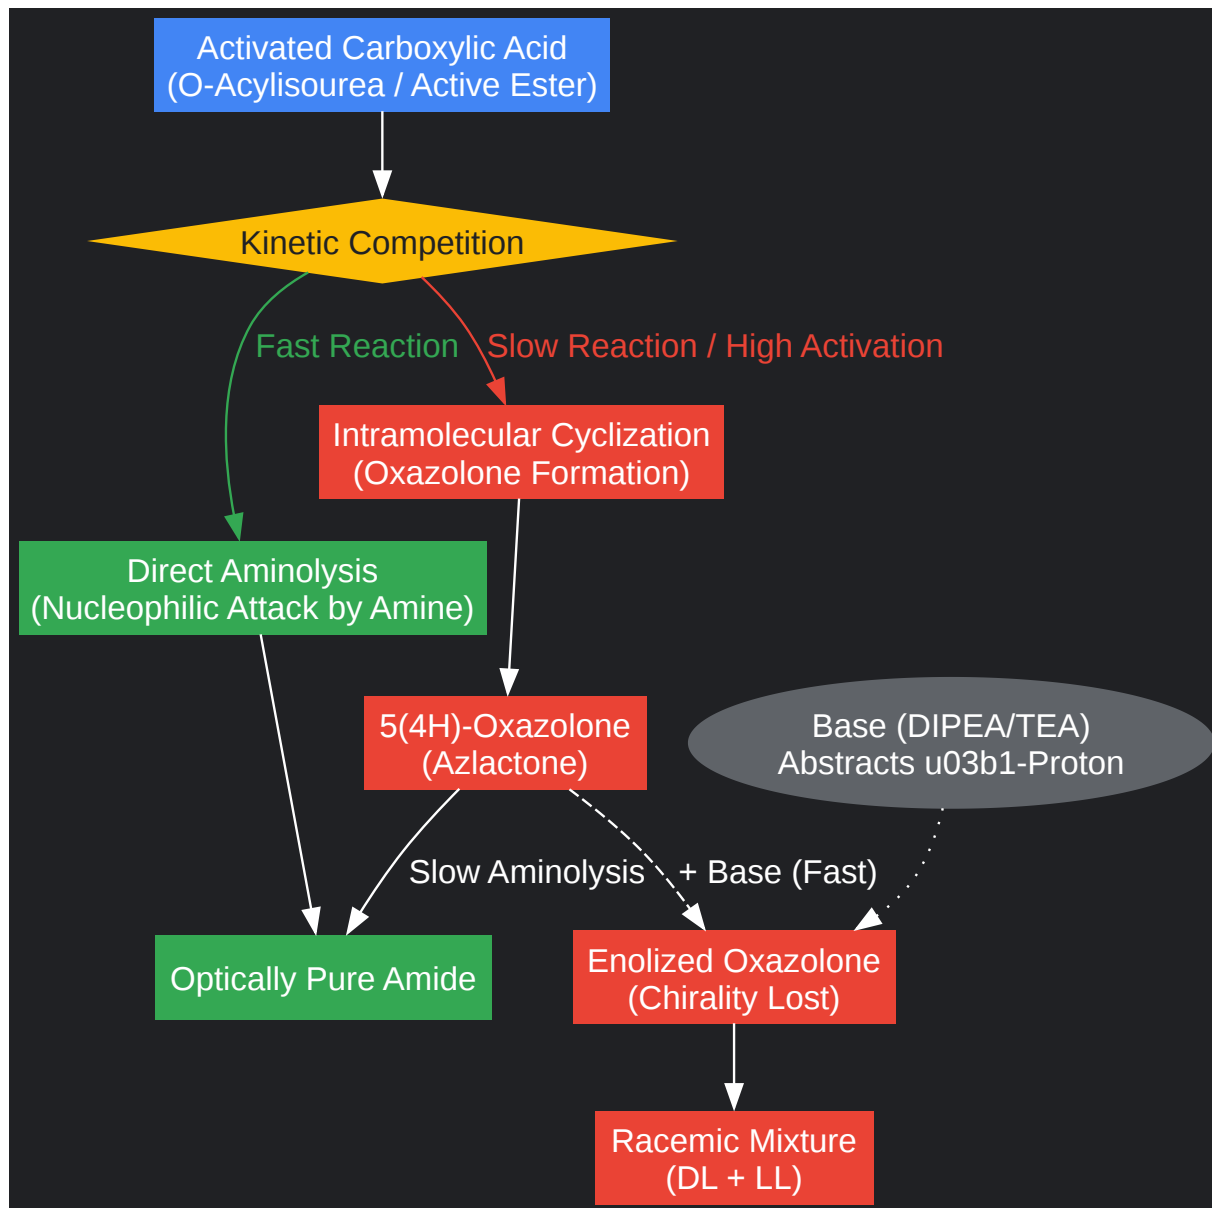 Activated Carboxylic Acid
(O-Acylisourea / Active Ester)
Kinetic Competition
Fast Reaction
Slow Reaction / High Activation
Intramolecular Cyclization
(Oxazolone Formation)
Direct Aminolysis
(Nucleophilic Attack by Amine)
5(4H)-Oxazolone
(Azlactone)
Base (DIPEA/TEA)
Abstracts u03b1-Proton
Slow Aminolysis
+ Base (Fast)
Optically Pure Amide
Enolized Oxazolone
(Chirality Lost)
Racemic Mixture
(DL + LL)